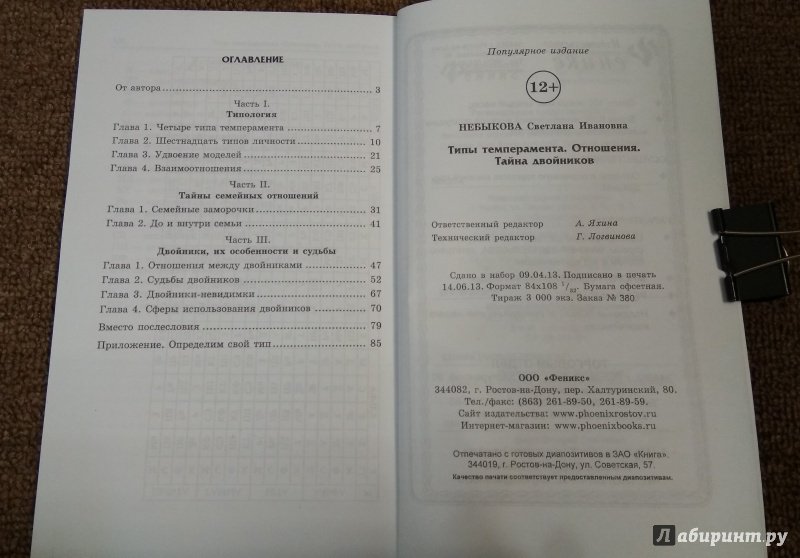 ОГЛАВЛЕНИЕ
От автора 3
Часть I.
Типология
Глава 1. Четыре типа темперамента 7
Глава 2. Шестнадцать типов личности 10
Глава 3. Удвоение моделей 21
Глава 4. Взаимоотношения 25
Часть II.
Тайны семейных отношений
Глава 1. Семейные заморочки 31
Глава 2. До и внутри семьи 41
Часть III.
Двойники, их особенности и судьбы
Глава 1. Отношения между двойниками 47
Глава 2. Судьбы двойников 52
Глава 3. Двойники-невидимки 67
Глава 4. Сферы использования двойников 70
Вместо послесловия 79
Приложение. Определим свой тип 85
Популярное издание
12+
НЕБЫКОВА Светлана Ивановна
Типы темперамента. Отношения.
Тайна двойников
Ответственный редактор А. Яхина
Технический редактор Г. Логвинова
Сдано в набор 09.04.13. Подписано в печать
14.06.13. Формат 84х108 1/32. Бумага офсетная.
Тираж 3 000 экз. Заказ № 380
ООО «Феникс»
344082, г. Ростов-на-Дону, пер. Халтуринский, 80.
Тел./факс: (863) 261-89-50, 261-89-59.
Сайт издательства: www.phoenixrostov.ru
Интернет-магазин: www.phoenixbooks.ru
Отпечатано с готовых диапозитивов в ЗАО «Книга».
344019, г. Ростов-на-Дону, ул. Советская, 57.
Качество печати соответствует предоставленным диапозитивам.
Лабиринт.ру